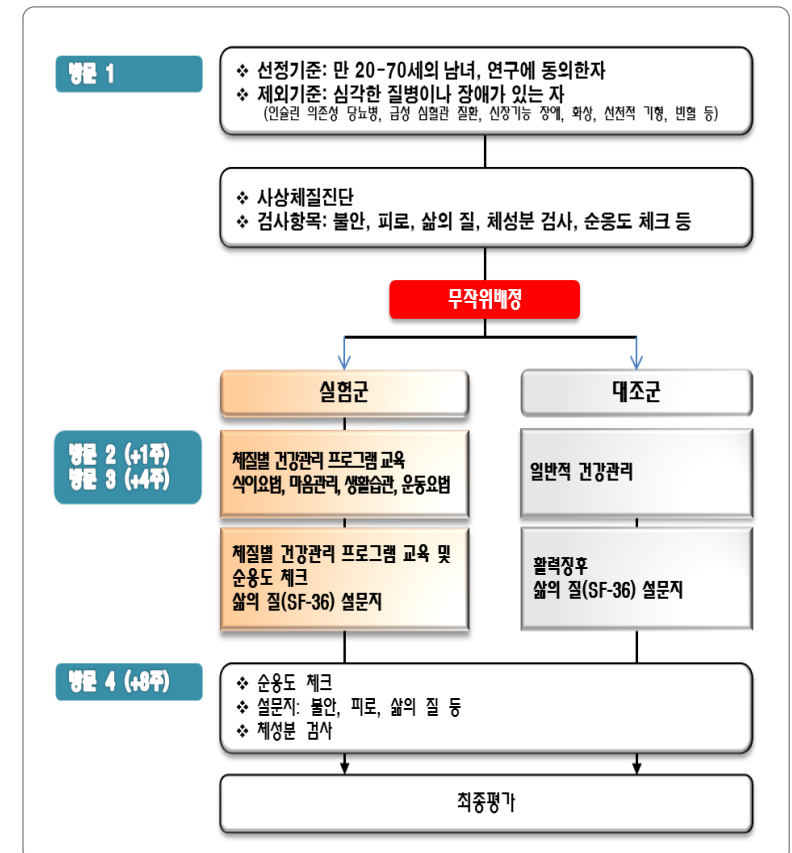 방문 1
❖ 선정기준: 만 20-70세의 남녀, 연구에 동의한자
❖ 제외기준: 심각한 질병이나 장애가 있는 자
(인슐린 의존성 당뇨병, 급성 심혈관 질환, 신장기능 장애, 화상, 선천적 기형, 빈혈 등)
❖ 사상체질진단
❖ 검사항목: 불안, 피로, 삶의 질, 체성분 검사, 순응도 체크 등
무작위배정
실험군
대조군
방문 2 (+1주)
방문 3 (+4주)
체질별 건강관리 프로그램 교육
식이요법, 마음관리, 생활습관, 운동요법
일반적 건강관리
체질별 건강관리 프로그램 교육 및
순응도 체크
삶의 질(SF-36) 설문지
활력징후
삶의 질(SF-36) 설문지
방문 4 (+8주)
❖ 순응도 체크
❖ 설문지: 불안, 피로, 삶의 질 등
❖ 체성분 검사
최종평가